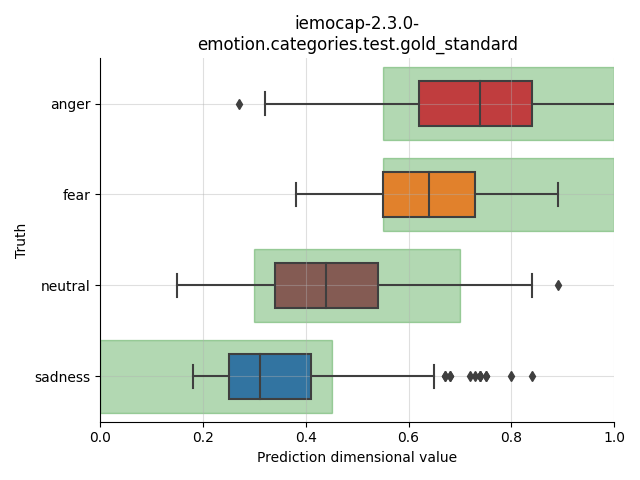 iemocap-2.3.0-
emotion.categories.test.gold_standard
anger
fear
neutral
sadness
Truth
0.0 0.2 0.4 0.6 0.8 1.0
Prediction dimensional value